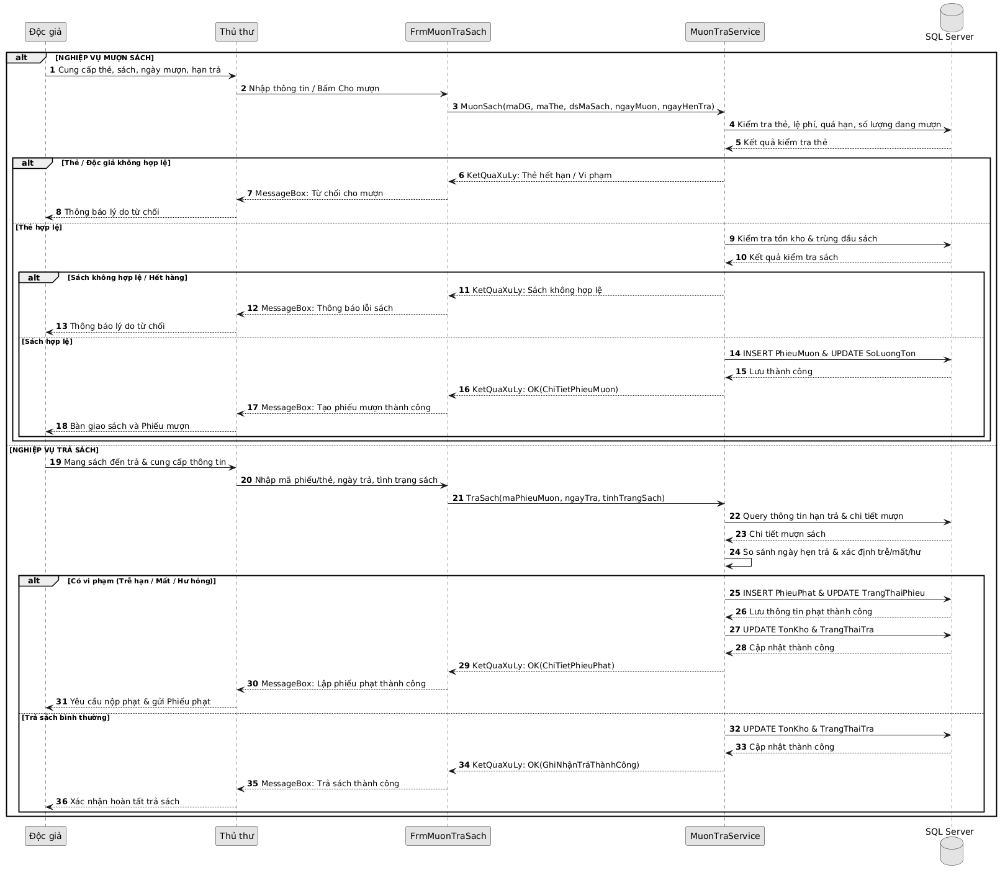 Độc giả
Thủ thư
FrmMuonTraSach
MuonTraService
SQL Server
alt [NGHIỆP VỤ MƯỢN SÁCH]
1 Cung cấp thẻ, sách, ngày mượn, hạn trả
2 Nhập thông tin / Bấm Cho mượn
3 MuonSach(maDG, maThe, dsMaSach, ngayMuon, ngayHenTra)
4 Kiểm tra thẻ, lệ phí, quá hạn, số lượng đang mượn
5 Kết quả kiểm tra thẻ
alt [Thẻ / Độc giả không hợp lệ]
6 KetQuaXuLy: Thẻ hết hạn / Vi phạm
7 MessageBox: Từ chối cho mượn
8 Thông báo lý do từ chối
[Thẻ hợp lệ]
9 Kiểm tra tồn kho & trùng đầu sách
10 Kết quả kiểm tra sách
alt [Sách không hợp lệ / Hết hàng]
11 KetQuaXuLy: Sách không hợp lệ
12 MessageBox: Thông báo lỗi sách
13 Thông báo lý do từ chối
[Sách hợp lệ]
14 INSERT PhieuMuon & UPDATE SoLuongTon
15 Lưu thành công
16 KetQuaXuLy: OK(ChiTietPhieuMuon)
17 MessageBox: Tạo phiếu mượn thành công
18 Bàn giao sách và Phiếu mượn
[NGHIỆP VỤ TRẢ SÁCH]
19 Mang sách đến trả & cung cấp thông tin
20 Nhập mã phiếu/thẻ, ngày trả, tình trạng sách
21 TraSach(maPhieuMuon, ngayTra, tinhTrangSach)
22 Query thông tin hạn trả & chi tiết mượn
23 Chi tiết mượn sách
24 So sánh ngày hẹn trả & xác định trễ/mất/hư
alt [Có vi phạm (Trễ hạn / Mất / Hư hỏng)]
25 INSERT PhieuPhat & UPDATE TrangThaiPhieu
26 Lưu thông tin phạt thành công
27 UPDATE TonKho & TrangThaiTra
28 Cập nhật thành công
29 KetQuaXuLy: OK(ChiTietPhieuPhat)
30 MessageBox: Lập phiếu phạt thành công
31 Yêu cầu nộp phạt & gửi Phiếu phạt
[Trả sách bình thường]
32 UPDATE TonKho & TrangThaiTra
33 Cập nhật thành công
34 KetQuaXuLy: OK(GhiNhậnTrảThànhCông)
35 MessageBox: Trả sách thành công
36 Xác nhận hoàn tất trả sách
Độc giả
Thủ thư
FrmMuonTraSach
MuonTraService
SQL Server